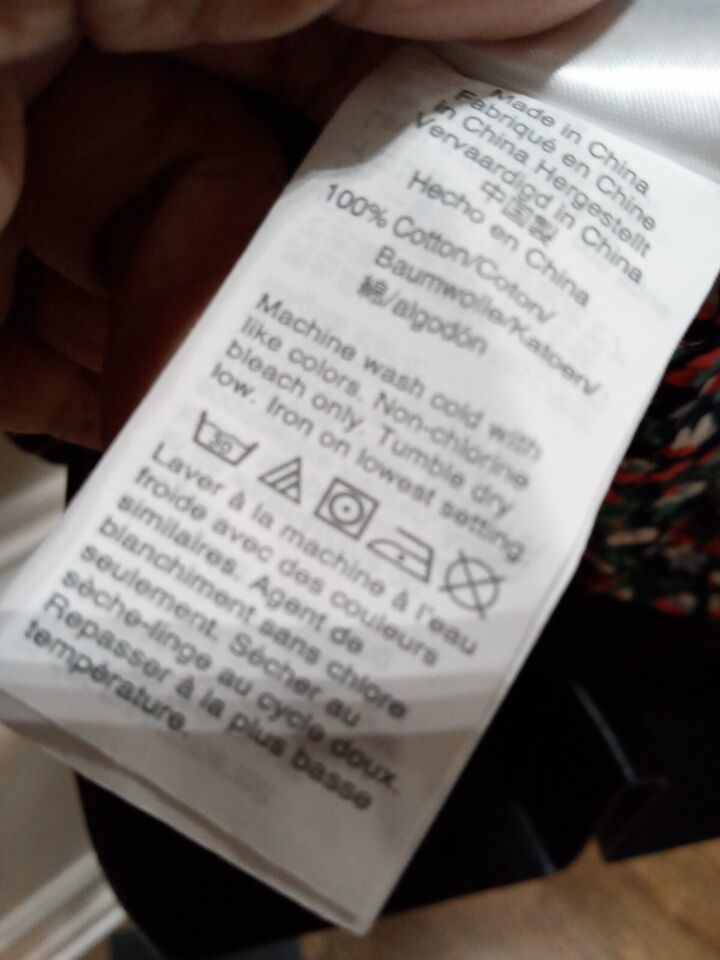 Made in China
Fabriqué en Chine
in China Hergestellt
Vervaardigd in China
中国製
Hecho en China
100% Cotton/Coton/
Baumwolle/Katoen/
綿/algodón
Machine wash cold with
like colors. Non-chlorine
bleach only. Tumble dry
low. Iron on lowest setting.
30
Laver à la machine à l'eau
froide avec des couleurs
similaires. Agent de
blanchiment sans chlore
seulement. Sécher au
sèche-linge au cycle doux.
Repasser à la plus basse
température.